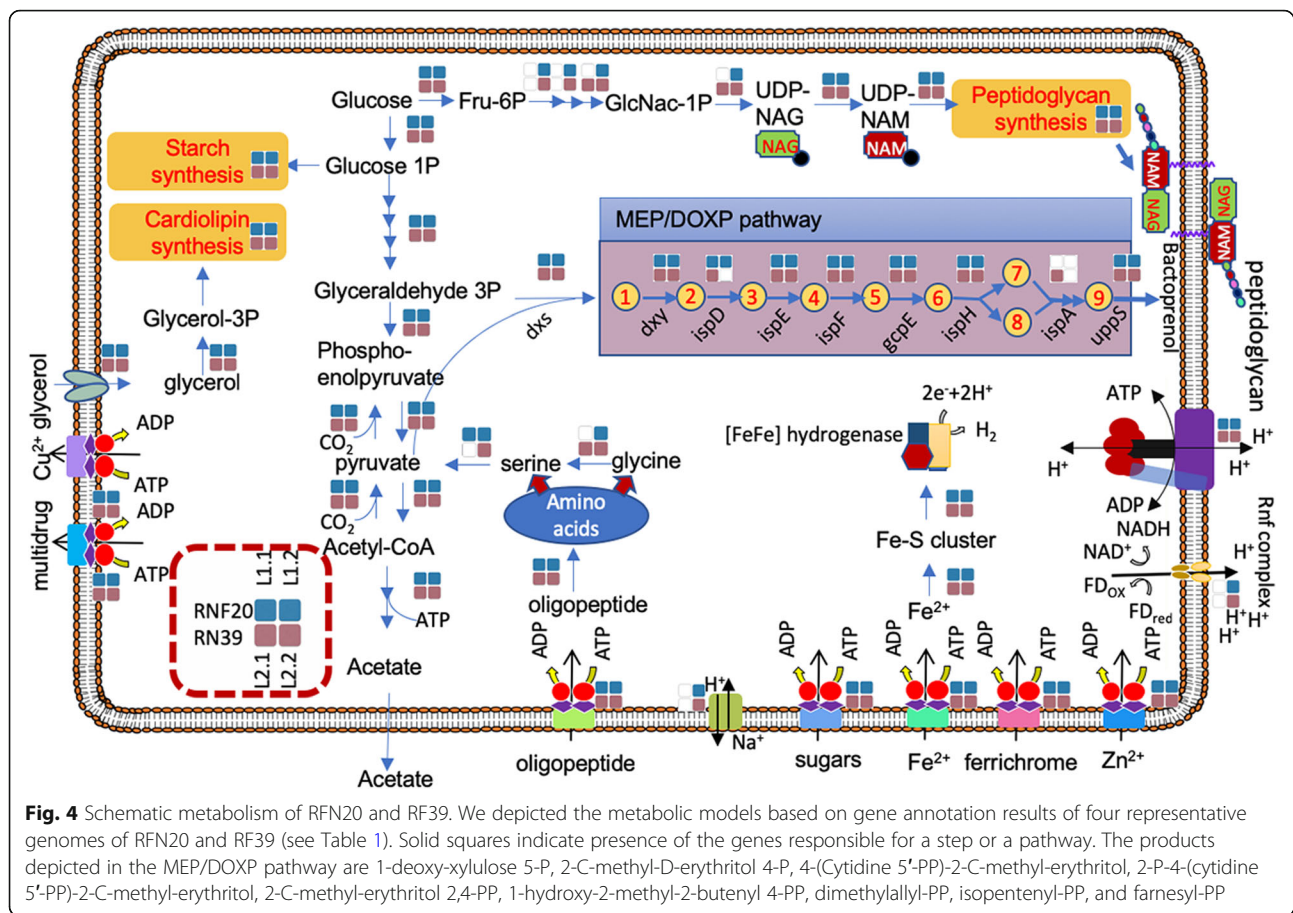 Glucose
Fru-6P
GlcNac-1P
UDP-
NAG
NAG
UDP-
NAM
NAM
Peptidoglycan
synthesis
NAM
NAG
NAG
NAM
peptidoglycan
Starch
synthesis
Glucose 1P
Cardiolipin
synthesis
Glycerol-3P
glycerol
Glyceraldehyde 3P
dxs
MEP/DOXP pathway
1
2
3
4
5
6
7
8
9
dxy
ispD
ispE
ispF
gcpE
ispH
ispA
uppS
Bactoprenol
Phospho-
enolpyruvate
CO2
pyruvate
serine
glycine
Amino
acids
CO2
Acetyl-CoA
ATP
oligopeptide
Acetate
Acetate
glycerol
Cu2+
ADP
ATP
multidrug
ADP
ATP
L1.1
L1.2
RNF20
RN39
L2.1
L2.2
2e-+2H+
[FeFe] hydrogenase
H2
Fe-S cluster
Fe2+
ATP
H+
H+
ADP
NADH
NAD+
FDox
FDred
Rnf complex
H+
H+
H+
ADP
ATP
oligopeptide
H+
Na+
ADP
ATP
sugars
ADP
ATP
Fe2+
ADP
ATP
ferrichrome
ADP
ATP
Zn2+
Fig. 4 Schematic metabolism of RFN20 and RF39. We depicted the metabolic models based on gene annotation results of four representative
genomes of RFN20 and RF39 (see Table 1). Solid squares indicate presence of the genes responsible for a step or a pathway. The products
depicted in the MEP/DOXP pathway are 1-deoxy-xylulose 5-P, 2-C-methyl-D-erythritol 4-P, 4-(Cytidine 5′-PP)-2-C-methyl-erythritol, 2-P-4-(cytidine
5′-PP)-2-C-methyl-erythritol, 2-C-methyl-erythritol 2,4-PP, 1-hydroxy-2-methyl-2-butenyl 4-PP, dimethylallyl-PP, isopentenyl-PP, and farnesyl-PP